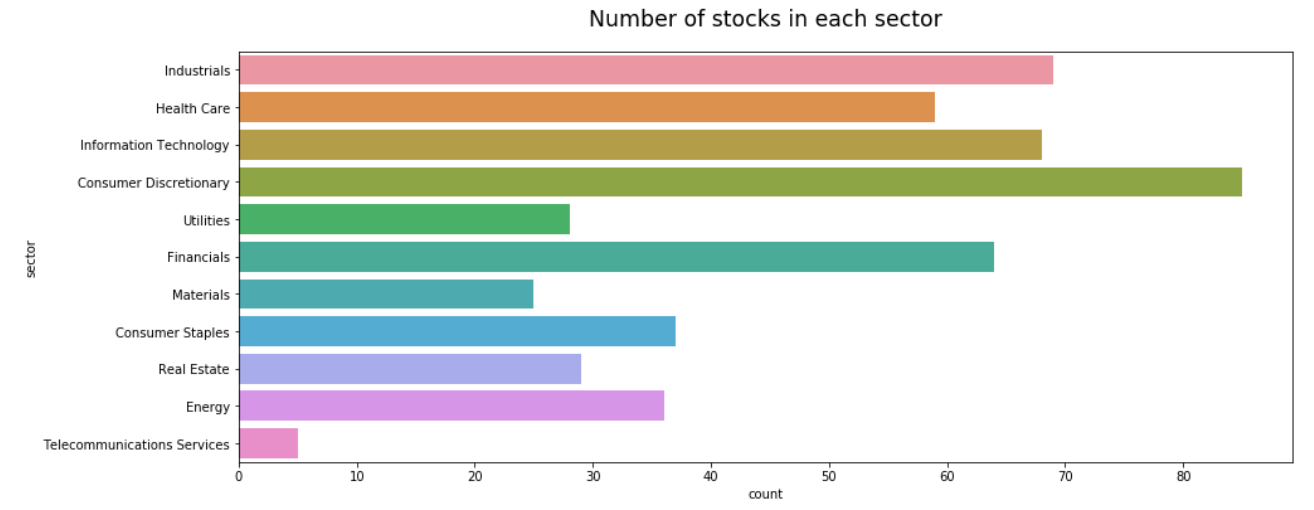 Number of stocks in each sector
Industrials
Health Care
Information Technology
Consumer Discretionary
Utilities
Financials
Materials
Consumer Staples
Real Estate
Energy
Telecommunications Services
sector
0 10 20 30 40 50 60 70 80
count